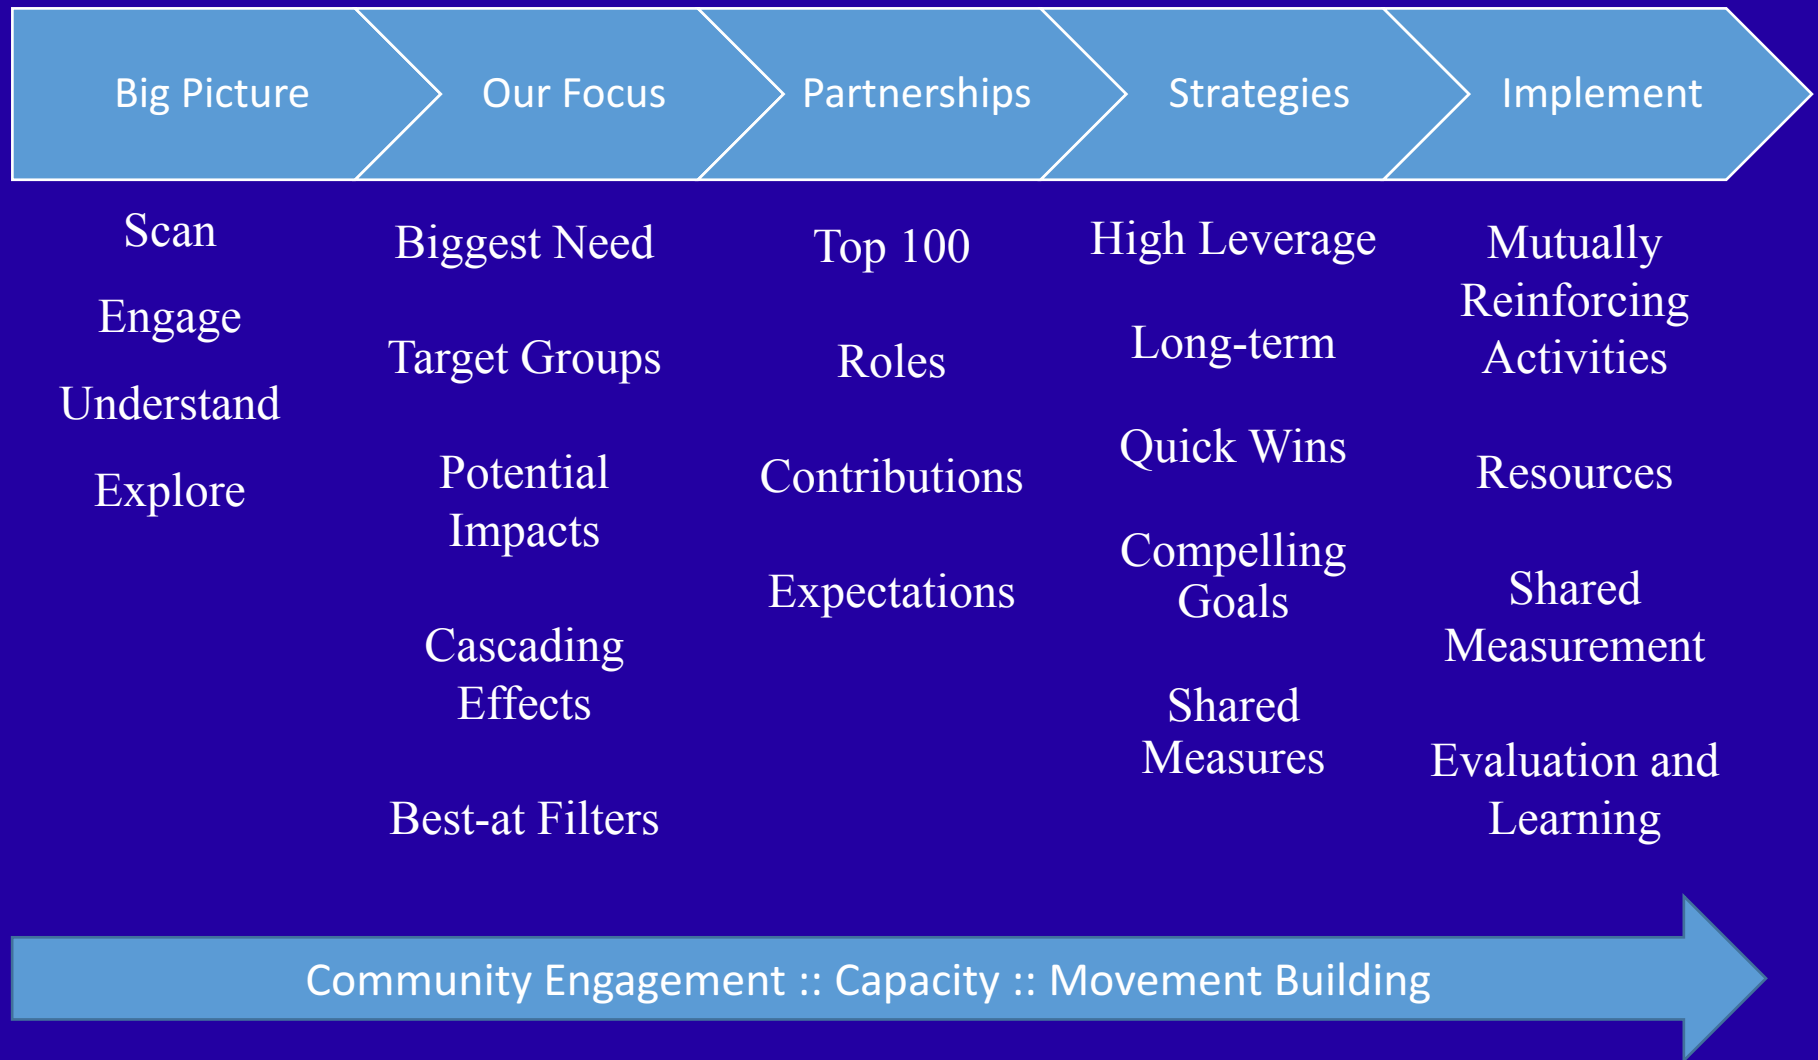 Big Picture
Our Focus
Partnerships
Strategies
Implement
Scan
Engage
Understand
Explore
Biggest Need
Target Groups
Potential
Impacts
Cascading
Effects
Best-at Filters
Top 100
Roles
Contributions
Expectations
High Leverage
Long-term
Quick Wins
Compelling
Goals
Shared
Measures
Mutually
Reinforcing
Activities
Resources
Shared
Measurement
Evaluation and
Learning
Community Engagement :: Capacity :: Movement Building